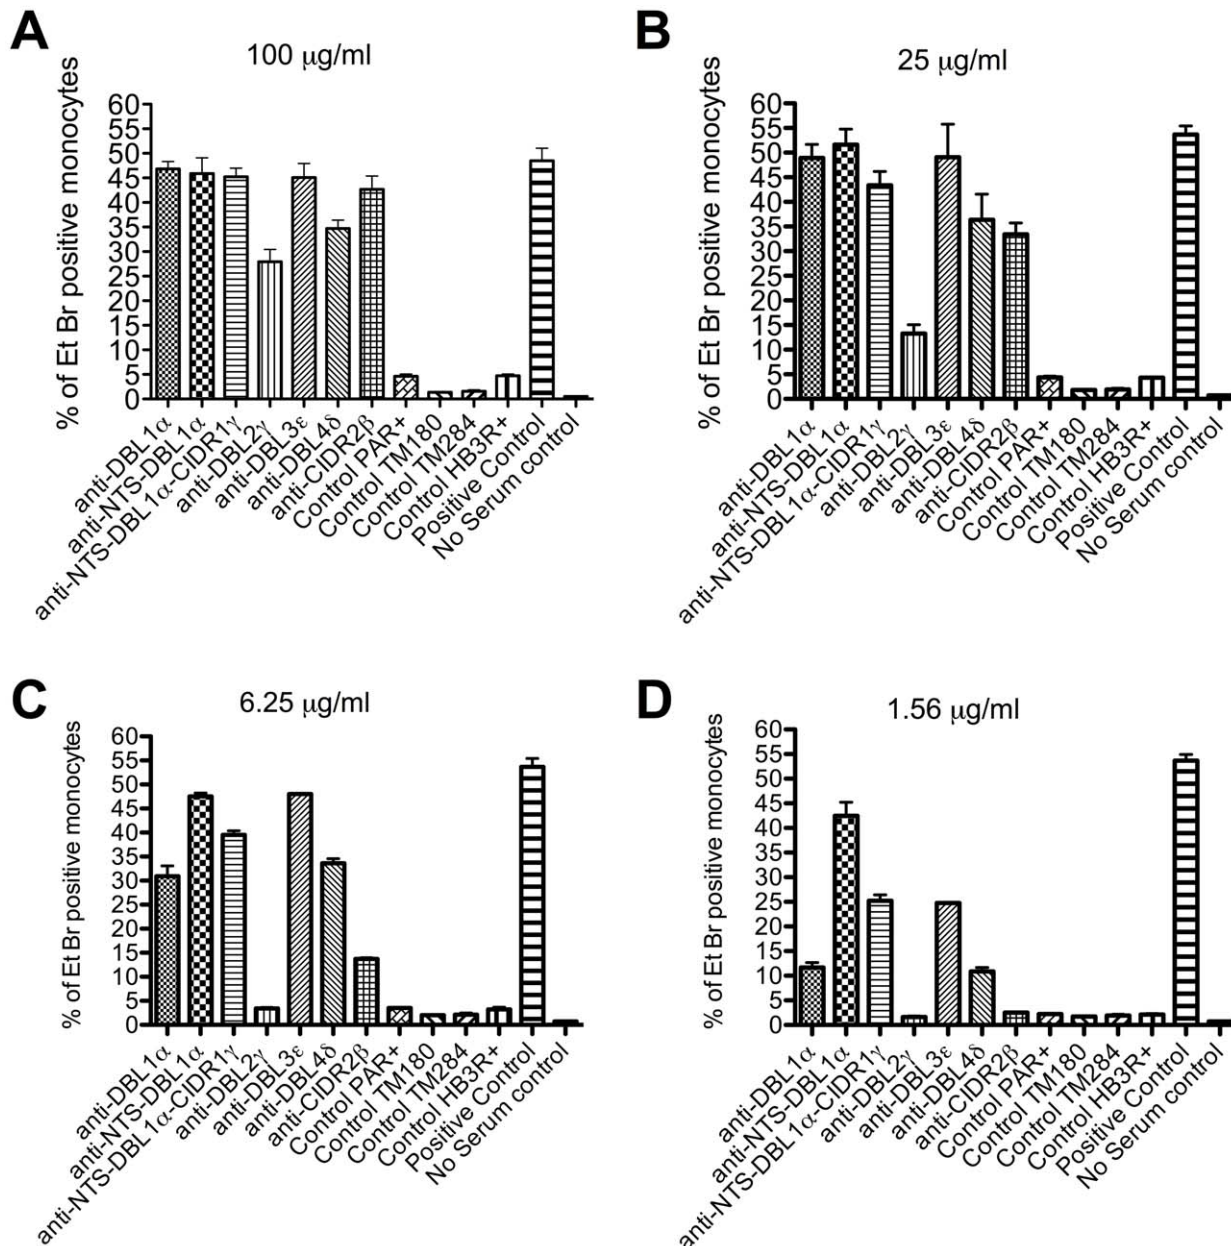 A
100 µg/ml
% of Et Br positive monocytes
60
55
50
45
40
35
30
25
20
15
10
5
0
anti-DBL1α
anti-NTS-DBL1α
anti-NTS-DBL1α-CIDR1γ
anti-DBL2γ
anti-DBL3ε
anti-DBL4δ
anti-CIDR2β
Control PAR+
Control TM180
Control TM284
Control HB3R+
Positive Control
No Serum control
B
25 µg/ml
% of Et Br positive monocytes
60
55
50
45
40
35
30
25
20
15
10
5
0
anti-DBL1α
anti-NTS-DBL1α
anti-NTS-DBL1α-CIDR1γ
anti-DBL2γ
anti-DBL3ε
anti-DBL4δ
anti-CIDR2β
Control PAR+
Control TM180
Control TM284
Control HB3R+
Positive Control
No Serum control
C
6.25 µg/ml
% of Et Br positive monocytes
60
55
50
45
40
35
30
25
20
15
10
5
0
anti-DBL1α
anti-NTS-DBL1α
anti-NTS-DBL1α-CIDR1γ
anti-DBL2γ
anti-DBL3ε
anti-DBL4δ
anti-CIDR2β
Control PAR+
Control TM180
Control TM284
Control HB3R+
Positive Control
No Serum control
D
1.56 µg/ml
% of Et Br positive monocytes
60
55
50
45
40
35
30
25
20
15
10
5
0
anti-DBL1α
anti-NTS-DBL1α
anti-NTS-DBL1α-CIDR1γ
anti-DBL2γ
anti-DBL3ε
anti-DBL4δ
anti-CIDR2β
Control PAR+
Control TM180
Control TM284
Control HB3R+
Positive Control
No Serum control